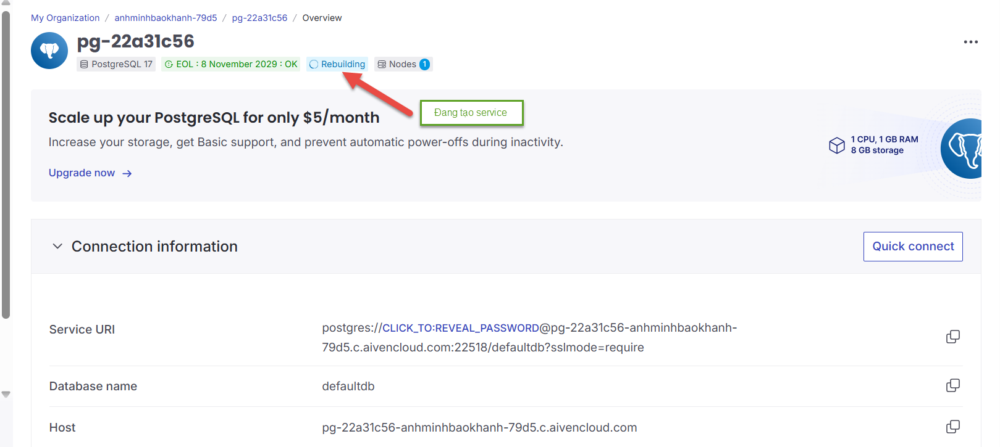 My Organization / anhminhbaokhanh-79d5 / pg-22a31c56 / Overview
pg-22a31c56
PostgreSQL 17 EOL : 8 November 2029 : OK Rebuilding Nodes 1
Đang tạo service
Scale up your PostgreSQL for only $5/month
Increase your storage, get Basic support, and prevent automatic power-offs during inactivity.
1 CPU, 1 GB RAM
8 GB storage
Upgrade now →
Connection information
Quick connect
Service URI
postgres://CLICK_TO:REVEAL_PASSWORD@pg-22a31c56-anhminhbaokhanh-
79d5.c.aivencloud.com:22518/defaultdb?sslmode=require
Database name
defaultdb
Host
pg-22a31c56-anhminhbaokhanh-79d5.c.aivencloud.com